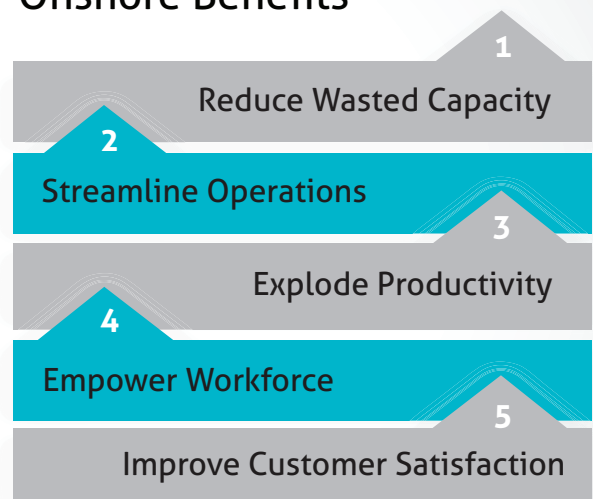 Onshore Benefits
1
Reduce Wasted Capacity
2
Streamline Operations
3
Explode Productivity
4
Empower Workforce
5
Improve Customer Satisfaction